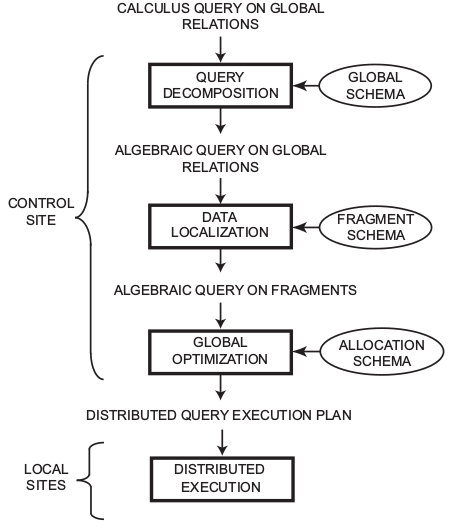 CALCULUS QUERY ON GLOBAL
RELATIONS
QUERY
DECOMPOSITION
GLOBAL
SCHEMA
ALGEBRAIC QUERY ON GLOBAL
RELATIONS
CONTROL
SITE
DATA
LOCALIZATION
FRAGMENT
SCHEMA
ALGEBRAIC QUERY ON FRAGMENTS
GLOBAL
OPTIMIZATION
ALLOCATION
SCHEMA
DISTRIBUTED QUERY EXECUTION PLAN
LOCAL
SITES
DISTRIBUTED
EXECUTION